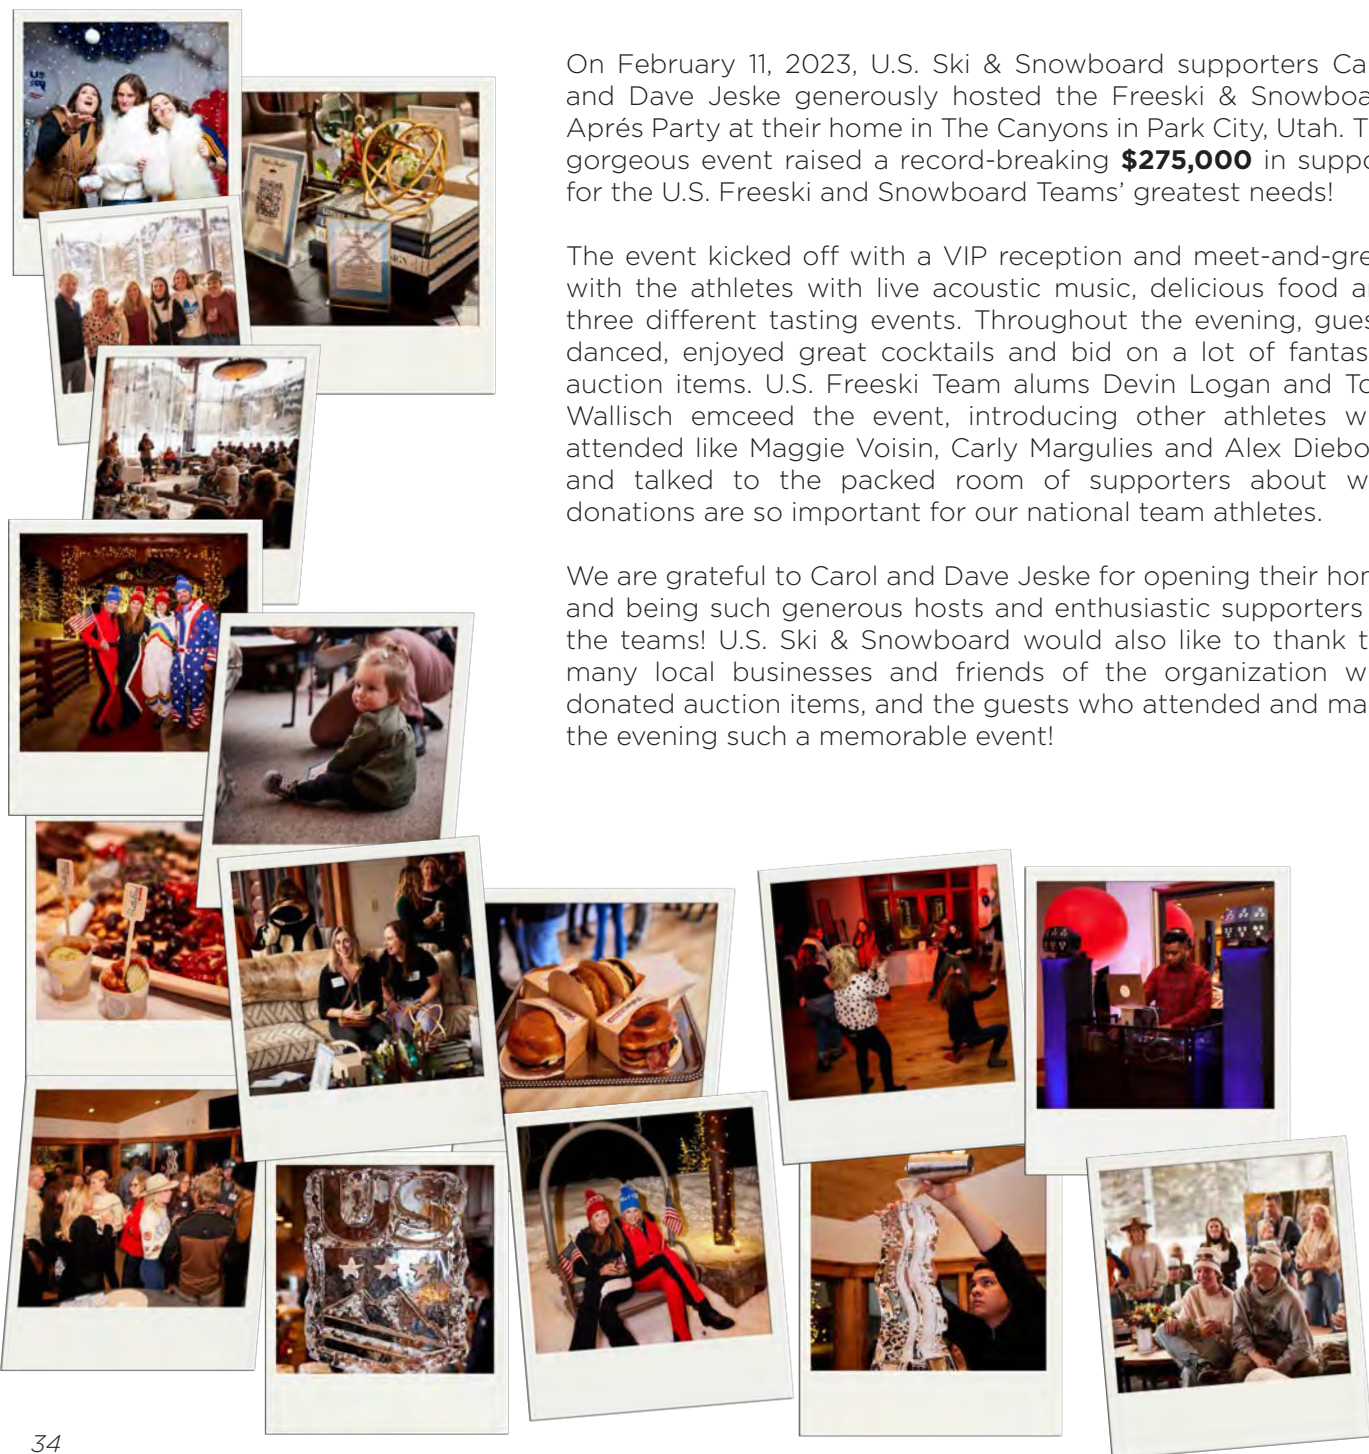 On February 11, 2023, U.S. Ski & Snowboard supporters Ca
and Dave Jeske generously hosted the Freeski & Snowboa
Aprés Party at their home in The Canyons in Park City, Utah. T
gorgeous event raised a record-breaking $275,000 in suppo
for the U.S. Freeski and Snowboard Teams' greatest needs!
The event kicked off with a VIP reception and meet-and-gre
with the athletes with live acoustic music, delicious food a
three different tasting events. Throughout the evening, gues
danced, enjoyed great cocktails and bid on a lot of fantas
auction items. U.S. Freeski Team alums Devin Logan and To
Wallisch emceed the event, introducing other athletes w
attended like Maggie Voisin, Carly Margulies and Alex Diebo
and talked to the packed room of supporters about w
donations are so important for our national team athletes.
We are grateful to Carol and Dave Jeske for opening their hom
and being such generous hosts and enthusiastic supporters
the teams! U.S. Ski & Snowboard would also like to thank t
many local businesses and friends of the organization w
donated auction items, and the guests who attended and ma
the evening such a memorable event!
US
34